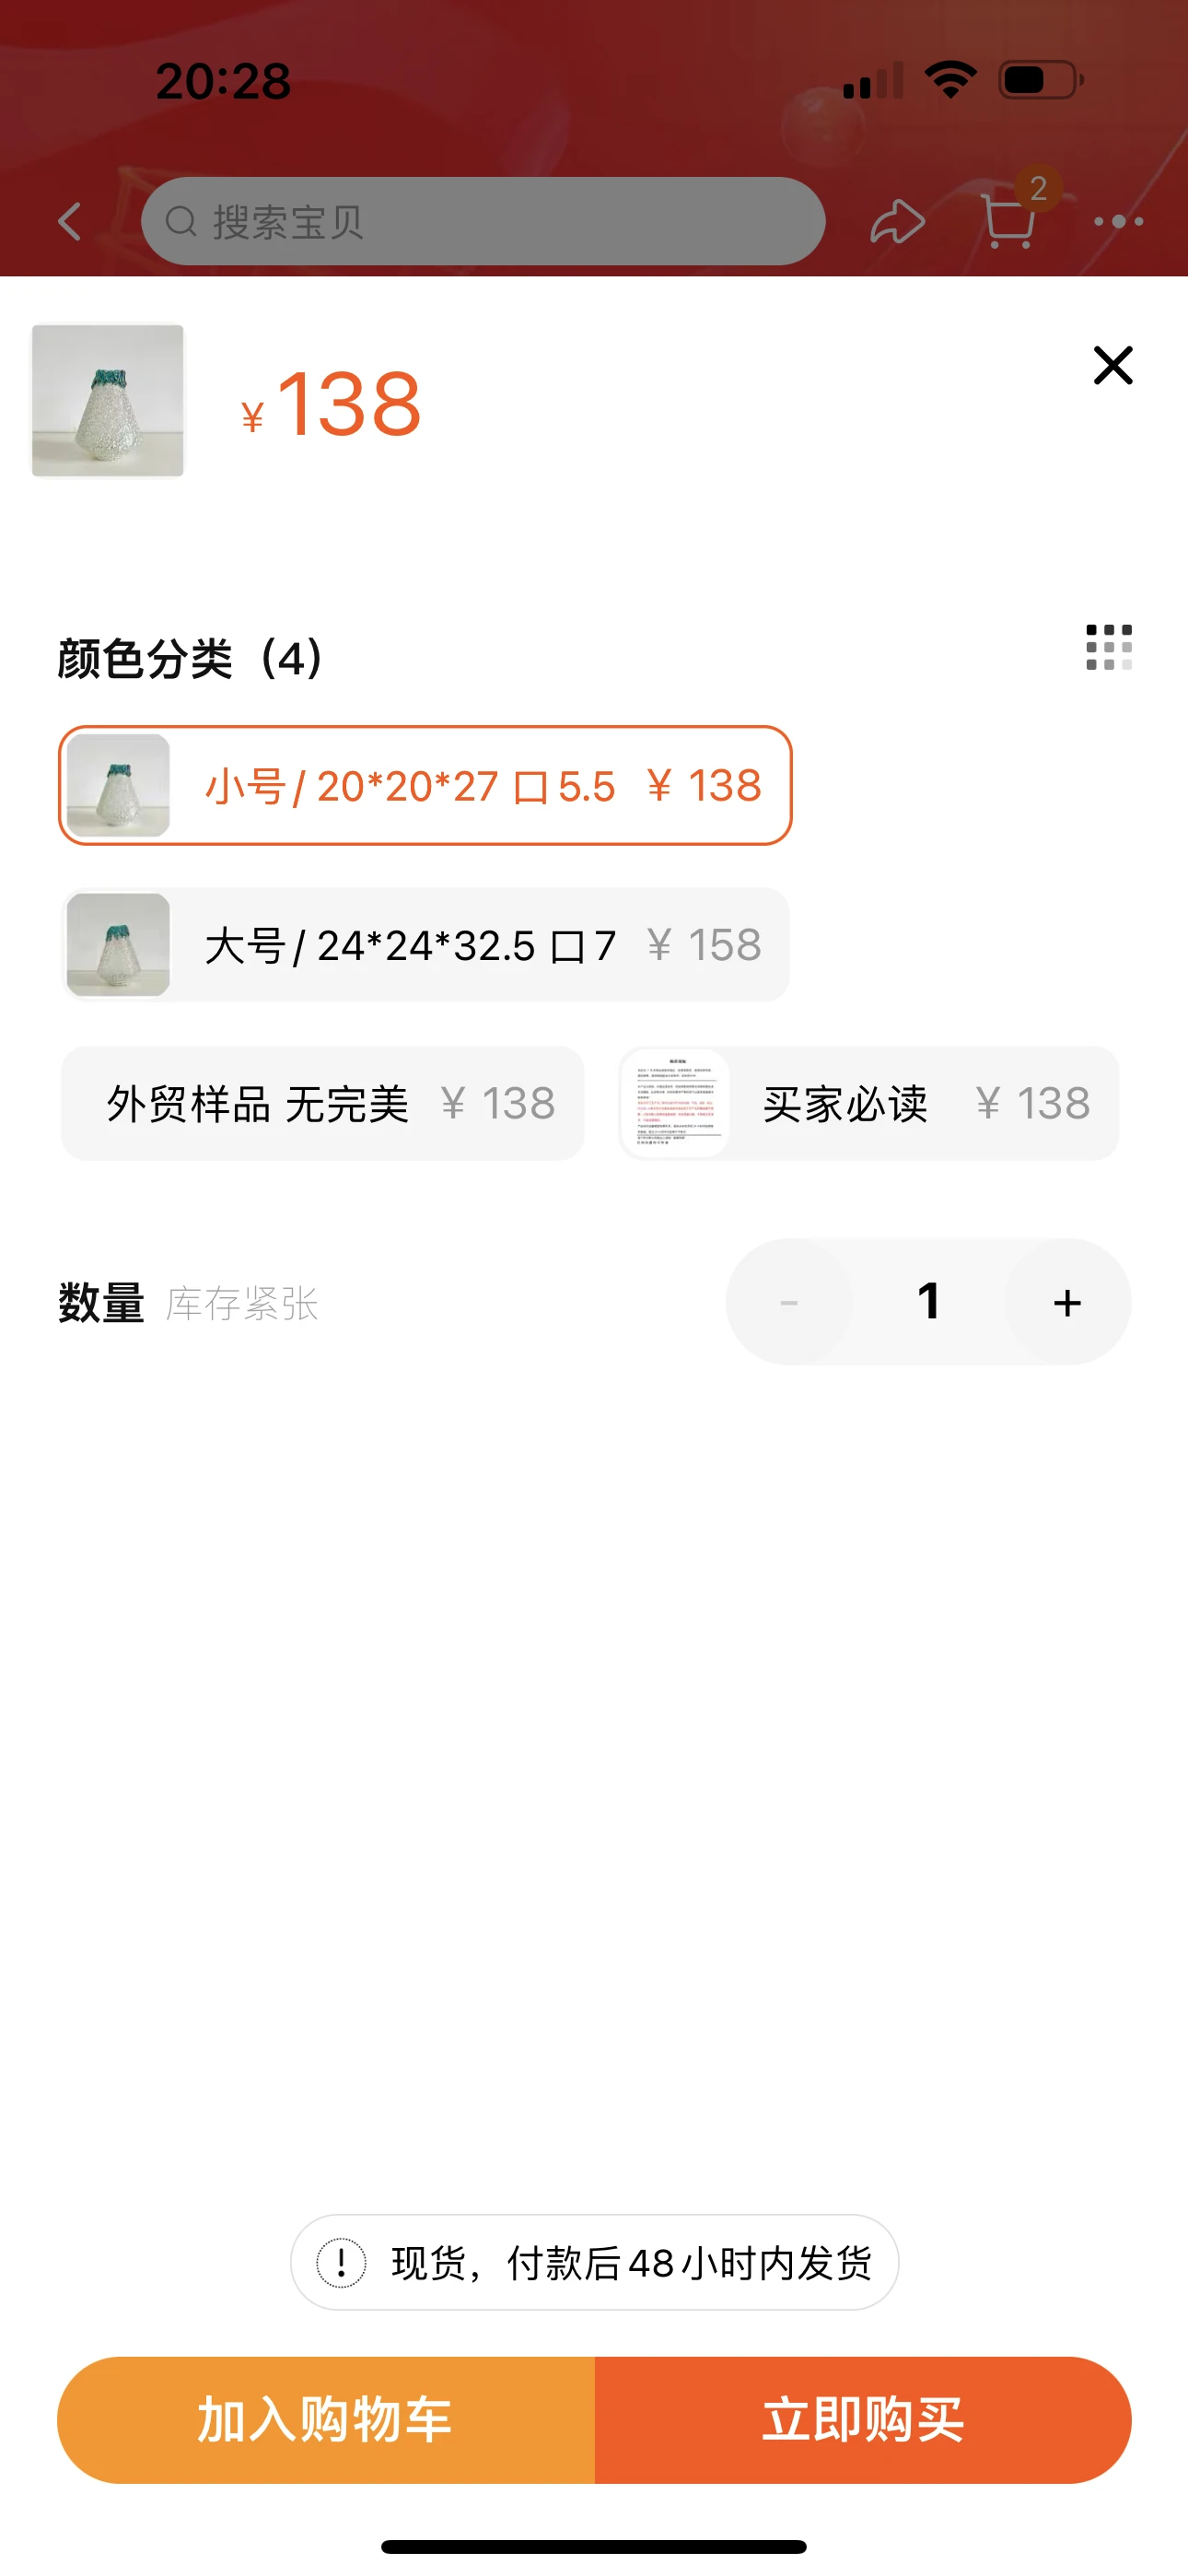 20:28
搜索宝贝
2
¥138
颜色分类（4）
小号/ 20*20*27 口5.5 ¥ 138
大号/ 24*24*32.5 口7 ¥ 158
外贸样品 无完美 ¥ 138
买家必读 ¥ 138
数量 库存紧张
- 1 +
现货，付款后48小时内发货
加入购物车
立即购买